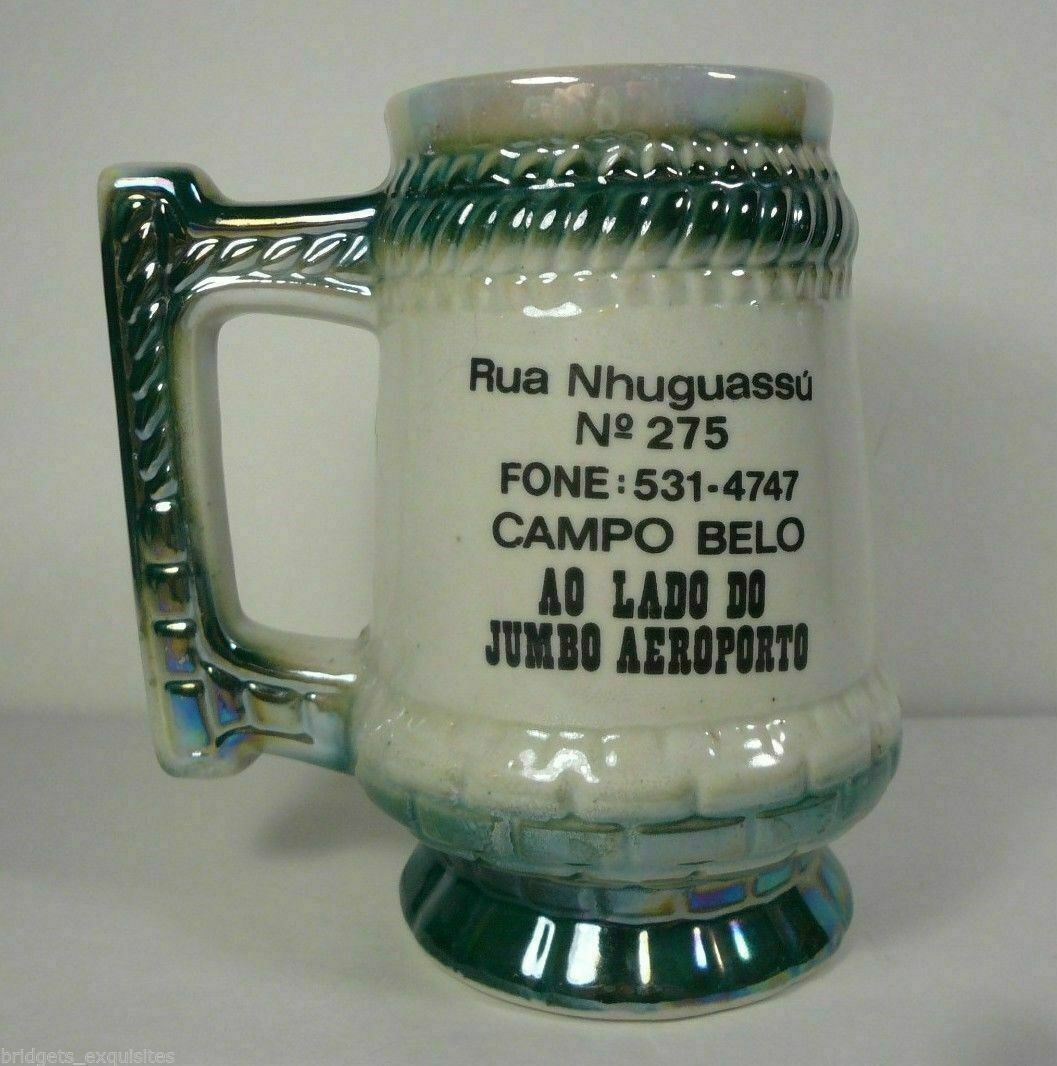 Rua Nhuguassú
Nº 275
FONE: 531-4747
CAMPO BELO
AO LADO DO
JUMBO AEROPORTO
bridgets_exquisites